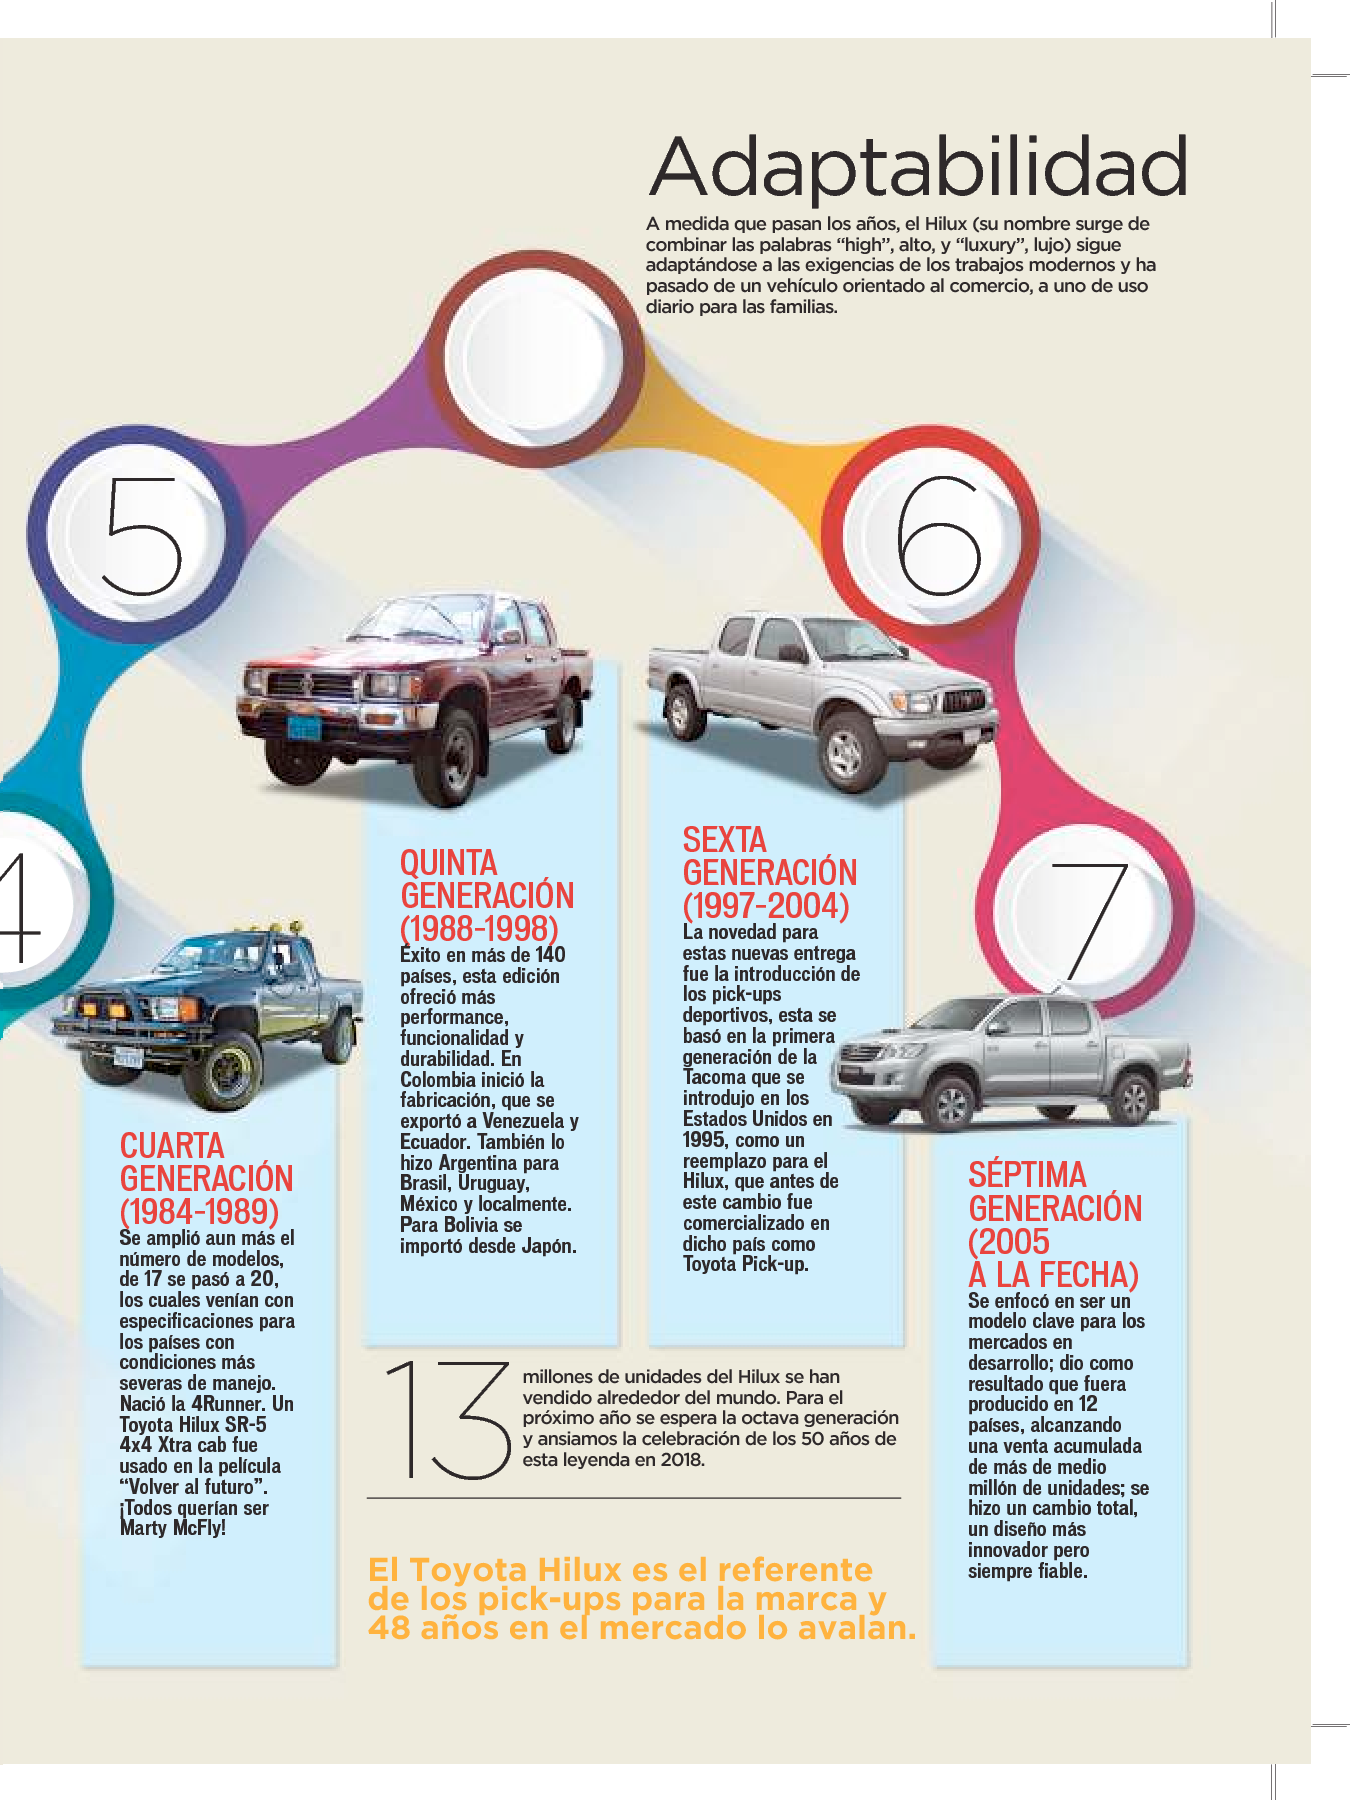 Adaptabilidad
A medida que pasan los años, el Hilux (su nombre surge de
combinar las palabras “high”, alto, y “luxury”, lujo) sigue
adaptándose a las exigencias de los trabajos modernos y ha
pasado de un vehículo orientado al comercio, a uno de uso
diario para las familias.
4
CUARTA
GENERACIÓN
(1984-1989)
Se amplió aun más el
número de modelos,
de 17 se pasó a 20,
los cuales venían con
especificaciones para
los países con
condiciones más
severas de manejo.
Nació la 4Runner. Un
Toyota Hilux SR-5
4x4 Xtra cab fue
usado en la película
“Volver al futuro”.
¡Todos querían ser
Marty McFly!
5
QUINTA
GENERACIÓN
(1988-1998)
Éxito en más de 140
países, esta edición
ofreció más
performance,
funcionalidad y
durabilidad. En
Colombia inició la
fabricación, que se
exportó a Venezuela y
Ecuador. También lo
hizo Argentina para
Brasil, Uruguay,
México y localmente.
Para Bolivia se
importó desde Japón.
6
SEXTA
GENERACIÓN
(1997-2004)
La novedad para
estas nuevas entrega
fue la introducción de
los pick-ups
deportivos, esta se
basó en la primera
generación de la
Tacoma que se
introdujo en los
Estados Unidos en
1995, como un
reemplazo para el
Hilux, que antes de
este cambio fue
comercializado en
dicho país como
Toyota Pick-up.
7
SÉPTIMA
GENERACIÓN
(2005
A LA FECHA)
Se enfocó en ser un
modelo clave para los
mercados en
desarrollo; dio como
resultado que fuera
producido en 12
países, alcanzando
una venta acumulada
de más de medio
millón de unidades; se
hizo un cambio total,
un diseño más
innovador pero
siempre fiable.
13
millones de unidades del Hilux se han
vendido alrededor del mundo. Para el
próximo año se espera la octava generación
y ansiamos la celebración de los 50 años de
esta leyenda en 2018.
El Toyota Hilux es el referente
de los pick-ups para la marca y
48 años en el mercado lo avalan.